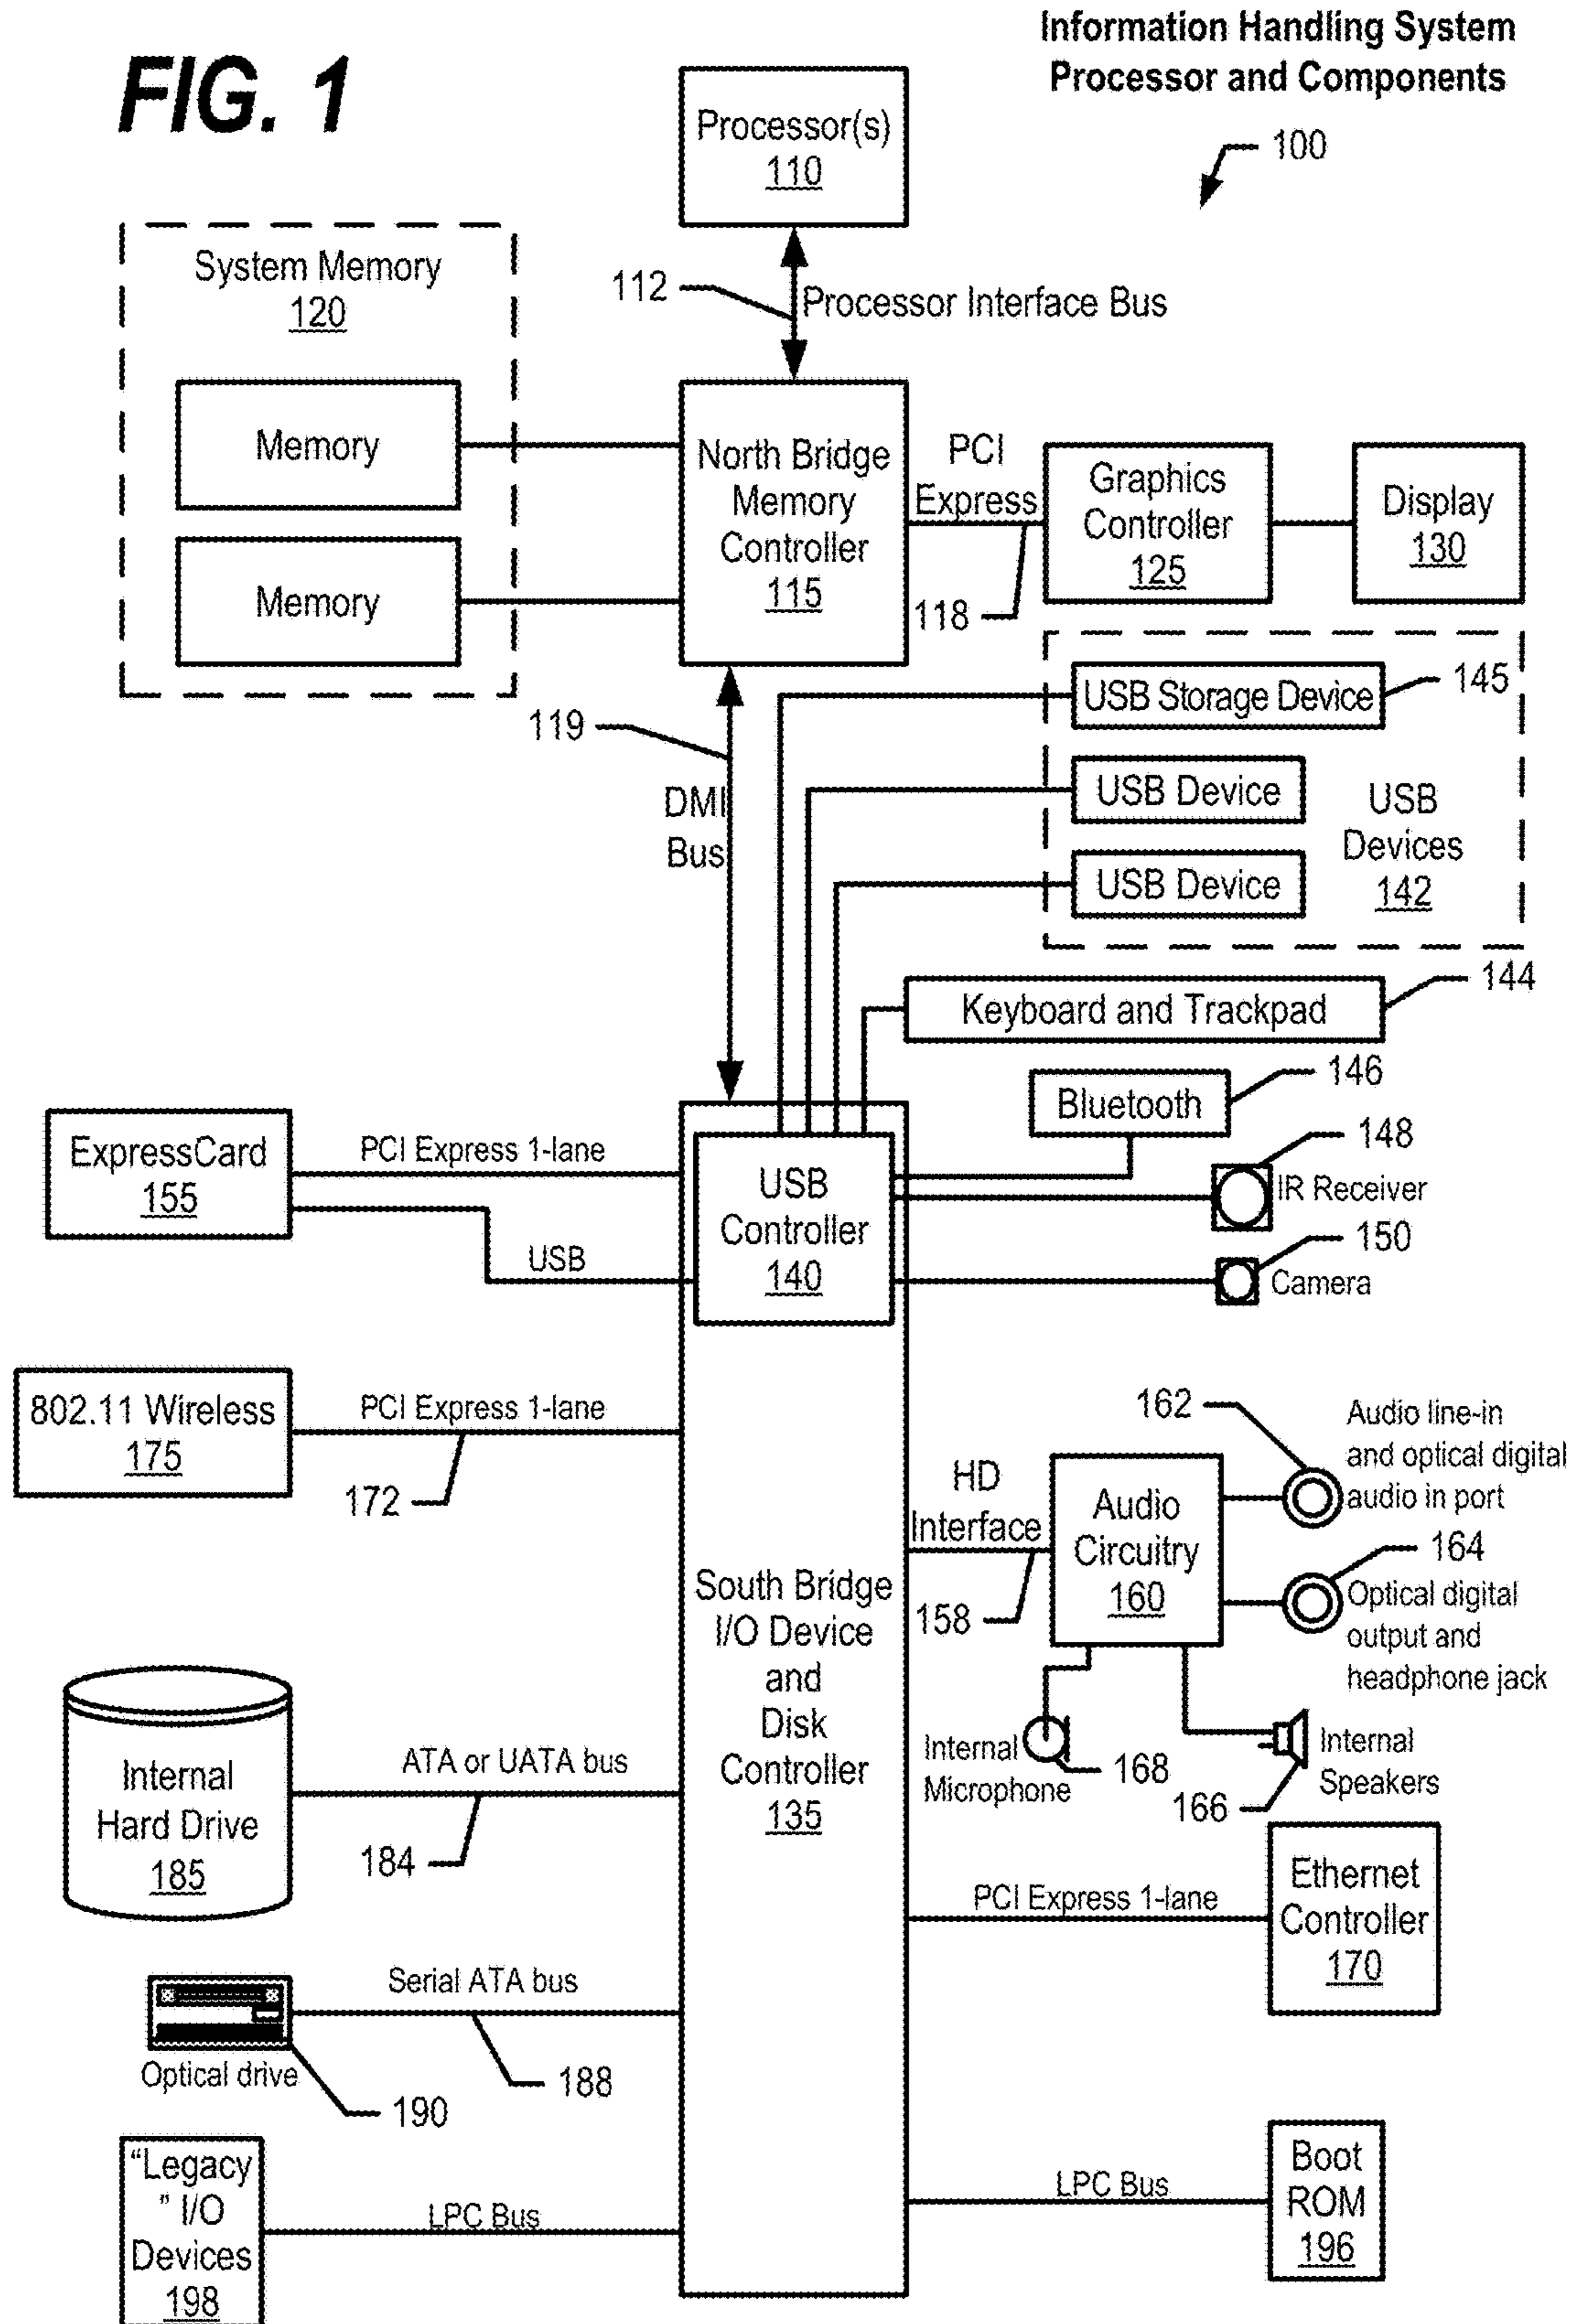 FIG. 1
Information Handling System
Processor and Components
100
Processor(s)
110
System Memory
120
112
Processor Interface Bus
Memory
Memory
North Bridge
Memory
Controller
115
PCI
Express
118
Graphics
Controller
125
Display
130
119
DMI
Bus
USB Storage Device
145
USB Device
USB Device
USB
Devices
142
Keyboard and Trackpad
144
Bluetooth
146
148
IR Receiver
150
Camera
ExpressCard
155
PCI Express 1-lane
USB
USB
Controller
140
802.11 Wireless
175
PCI Express 1-lane
172
162
Audio line-in
and optical digital
audio in port
HD
Interface
158
Audio
Circuitry
160
164
Optical digital
output and
headphone jack
South Bridge
I/O Device
and
Disk
Controller
135
Internal
Microphone
168
Internal
Speakers
166
Internal
Hard Drive
185
ATA or UATA bus
184
PCI Express 1-lane
Ethernet
Controller
170
Serial ATA bus
188
Optical drive
190
"Legacy
" I/O
Devices
198
LPC Bus
LPC Bus
Boot
ROM
196